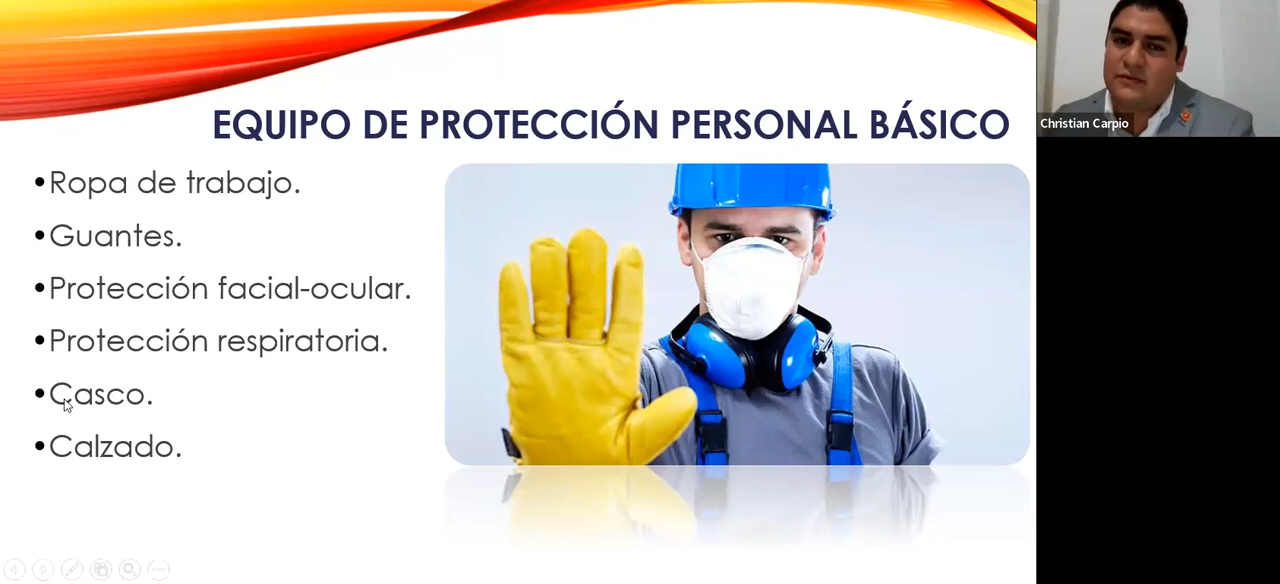 EQUIPO DE PROTECCIÓN PERSONAL BÁSICO
•Ropa de trabajo.
•Guantes.
•Protección facial-ocular.
•Protección respiratoria.
•Casco.
•Calzado.
Christian Carpio